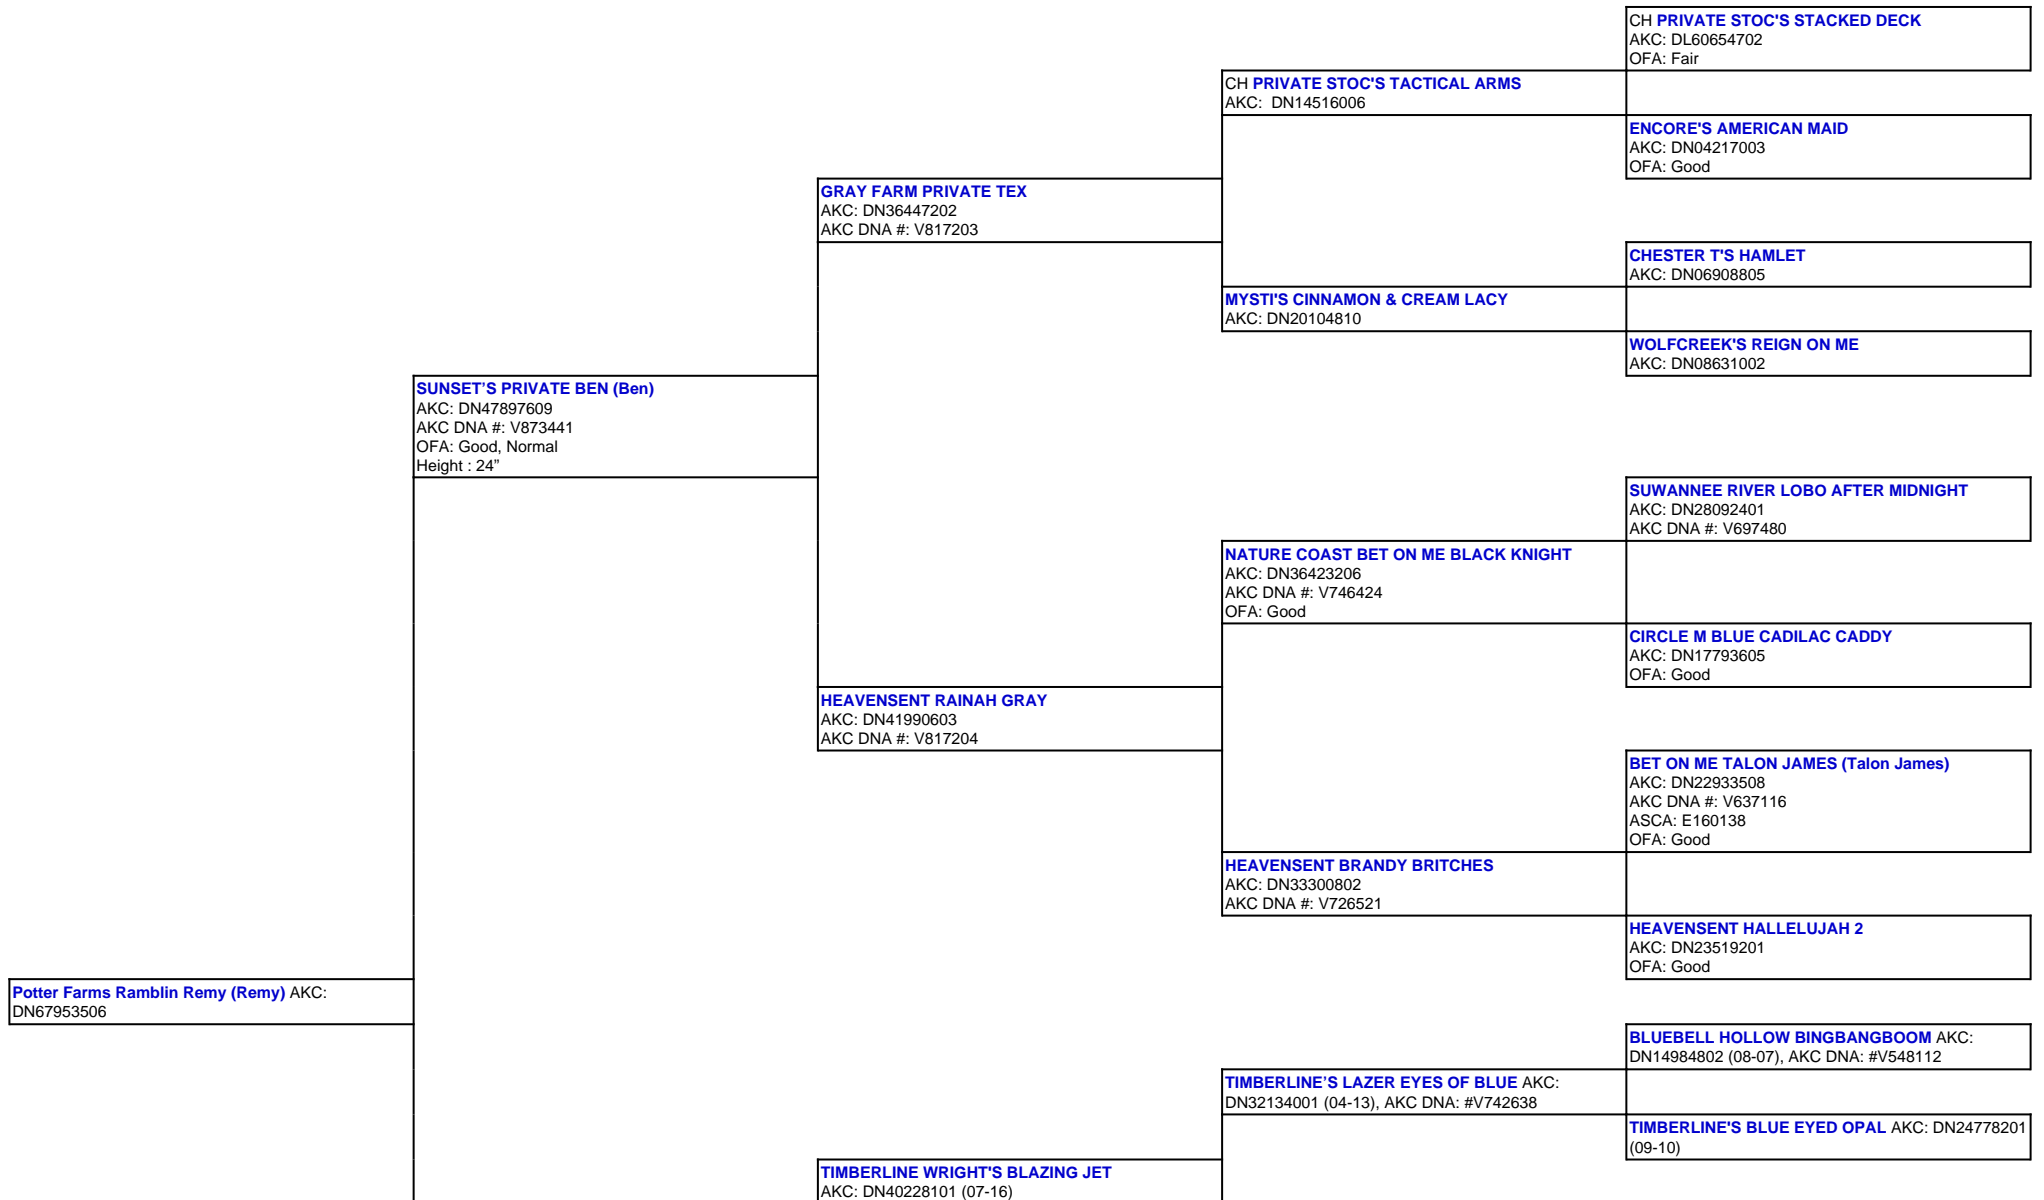 CH PRIVATE STOC'S STACKED DECK
AKC: DL60654702
OFA: Fair
CH PRIVATE STOC'S TACTICAL ARMS
AKC:  DN14516006
ENCORE'S AMERICAN MAID
AKC: DN04217003
OFA: Good
GRAY FARM PRIVATE TEX
AKC: DN36447202
AKC DNA #: V817203
CHESTER T'S HAMLET
AKC: DN06908805
MYSTI'S CINNAMON & CREAM LACY
AKC: DN20104810
WOLFCREEK'S REIGN ON ME
AKC: DN08631002
SUNSET’S PRIVATE BEN (Ben)
AKC: DN47897609
AKC DNA #: V873441
OFA: Good, Normal
Height : 24”
SUWANNEE RIVER LOBO AFTER MIDNIGHT
AKC: DN28092401
AKC DNA #: V697480
NATURE COAST BET ON ME BLACK KNIGHT
AKC: DN36423206
AKC DNA #: V746424
OFA: Good
CIRCLE M BLUE CADILAC CADDY
AKC: DN17793605
OFA: Good
HEAVENSENT RAINAH GRAY
AKC: DN41990603
AKC DNA #: V817204
BET ON ME TALON JAMES (Talon James)
AKC: DN22933508
AKC DNA #: V637116
ASCA: E160138
OFA: Good
HEAVENSENT BRANDY BRITCHES
AKC: DN33300802
AKC DNA #: V726521
HEAVENSENT HALLELUJAH 2
AKC: DN23519201
OFA: Good
Potter Farms Ramblin Remy (Remy) AKC:
DN67953506
BLUEBELL HOLLOW BINGBANGBOOM AKC:
DN14984802 (08-07), AKC DNA: #V548112
TIMBERLINE’S LAZER EYES OF BLUE AKC:
DN32134001 (04-13), AKC DNA: #V742638
TIMBERLINE'S BLUE EYED OPAL AKC: DN24778201
(09-10)
TIMBERLINE WRIGHT'S BLAZING JET
AKC: DN40228101 (07-16)